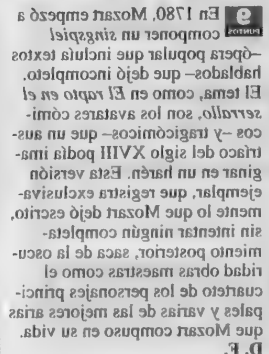 9 En 1780, Mozart empezó a
PUNTOS componer un singspiel
–ópera popular que incluía textos
hablados– que dejó incompleto.
El tema, como en El rapto en el
serrallo, son los avatares cómi-
cos –y tragicómicos– que un aus-
tríaco del siglo XVIII podía ima-
ginar en un harén. Esta versión
ejemplar, que registra exclusiva-
mente lo que Mozart dejó escrito,
sin intentar ningún completa-
miento posterior, saca de la oscu-
ridad obras maestras como el
cuarteto de los personajes princi-
pales y varias de las mejores arias
que Mozart compuso en su vida.
D. F.